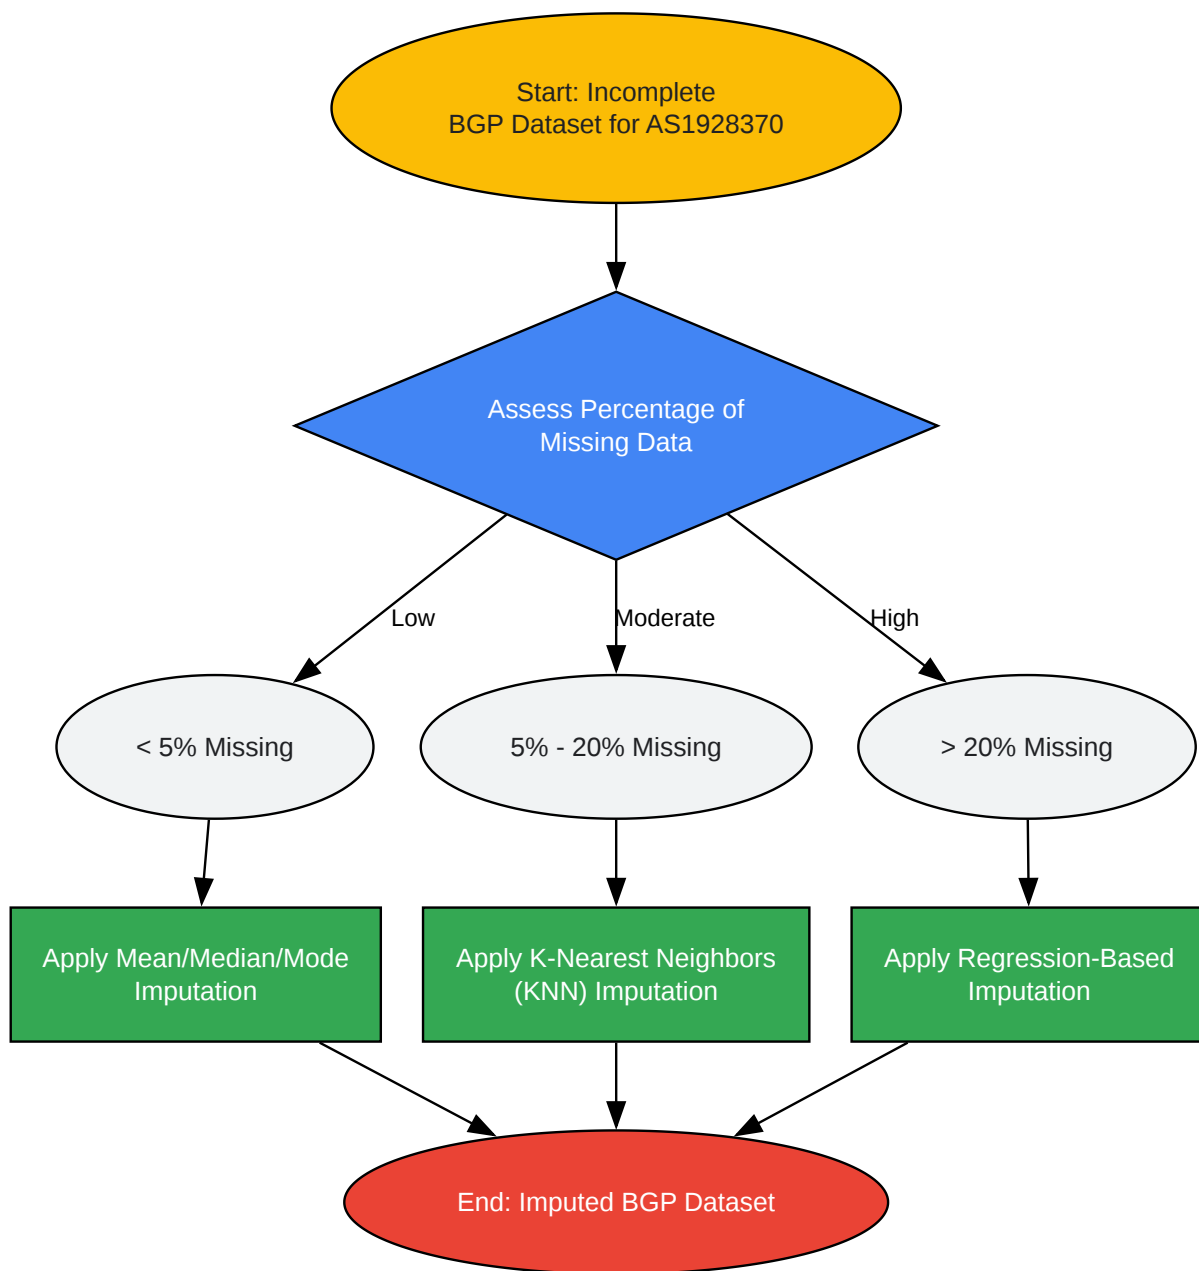 Start: Incomplete
BGP Dataset for AS1928370
Assess Percentage of
Missing Data
Low
Moderate
High
< 5% Missing
5% - 20% Missing
> 20% Missing
Apply Mean/Median/Mode
Imputation
Apply K-Nearest Neighbors
(KNN) Imputation
Apply Regression-Based
Imputation
End: Imputed BGP Dataset